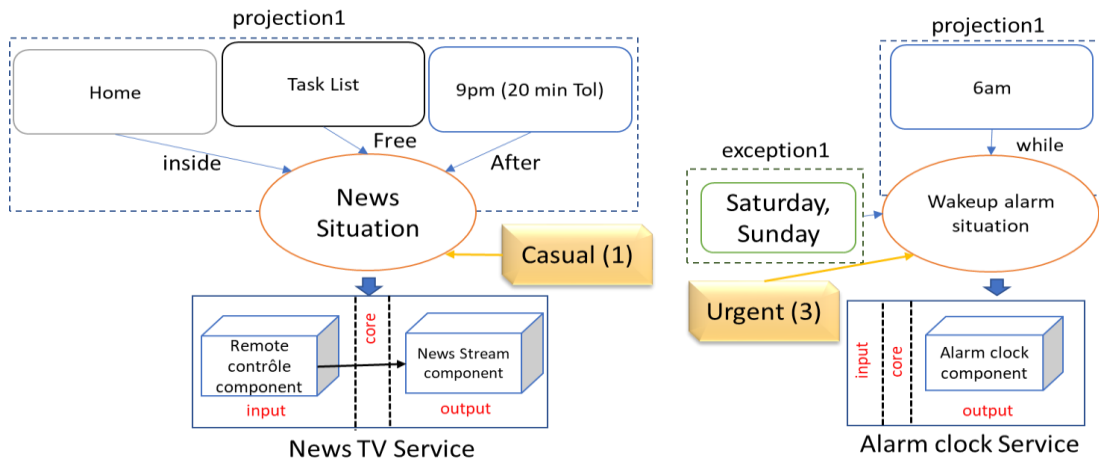 projection1
Home
Task List
9pm (20 min Tol)
inside
Free
After
News
Situation
Casual (1)
Remote
contrôle
component
input
core
News Stream
component
output
News TV Service
projection1
6am
while
exception1
Saturday,
Sunday
Wakeup alarm
situation
Urgent (3)
input
core
Alarm clock
component
output
Alarm clock Service